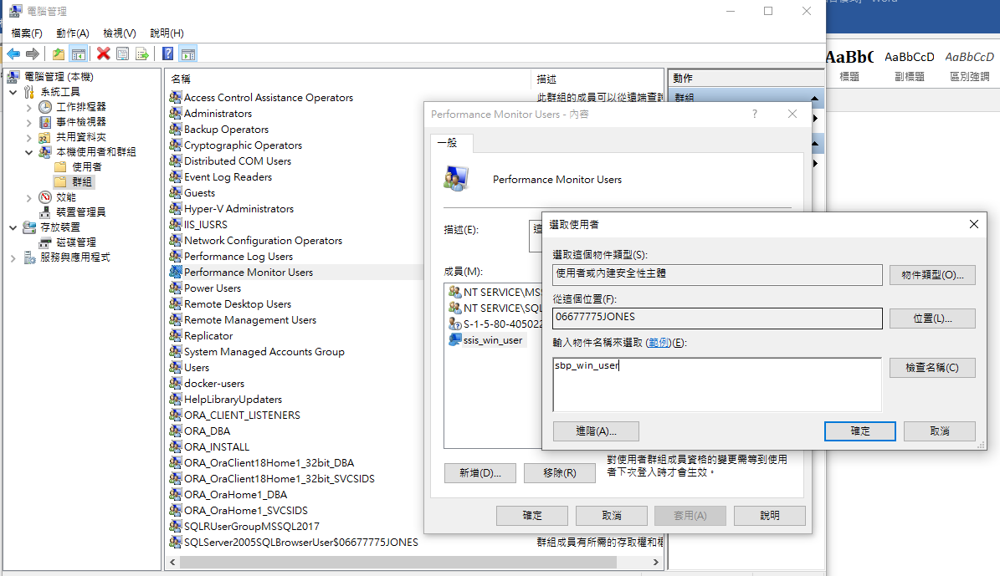 電腦管理
檔案(F) 動作(A) 檢視(V) 說明(H)
電腦管理 (本機)
系統工具
工作排程器
事件檢視器
共用資料夾
本機使用者和群組
使用者
群組
效能
裝置管理員
存放裝置
磁碟管理
服務與應用程式
名稱 描述
Access Control Assistance Operators 此群組的成員可以從遠端查詢
Administrators
Backup Operators
Cryptographic Operators
Distributed COM Users
Event Log Readers
Guests
Hyper-V Administrators
IIS_IUSRS
Network Configuration Operators
Performance Log Users
Performance Monitor Users
Power Users
Remote Desktop Users
Remote Management Users
Replicator
System Managed Accounts Group
Users
docker-users
HelpLibraryUpdaters
ORA_CLIENT_LISTENERS
ORA_DBA
ORA_INSTALL
ORA_OraClient18Home1_32bit_DBA
ORA_OraClient18Home1_32bit_SVCSIDS
ORA_OraHome1_DBA
ORA_OraHome1_SVCSIDS
SQLRUserGroupMSSQL2017
SQLServer2005SQLBrowserUser$06677775JONES 群組成員有所需的存取權和權
動作
群組
Performance Monitor Users - 內容
一般
Performance Monitor Users
描述(E): 這
成員(M):
NT SERVICE\MSS
NT SERVICE\SQL
S-1-5-80-405022
ssis_win_user
新增(D)... 移除(R)
對使用者群組成員資格的變更需等到使用
者下次登入時才會生效。
確定 取消 套用(A) 說明
選取使用者
選取這個物件類型(S):
使用者或內建安全性主體 物件類型(O)...
從這個位置(F):
06677775JONES 位置(L)...
輸入物件名稱來選取 (範例)(E):
sbp_win_user 檢查名稱(C)
進階(A)... 確定 取消
AaBbC AaBbCcD AaBbCcD
標題 副標題 區別強調